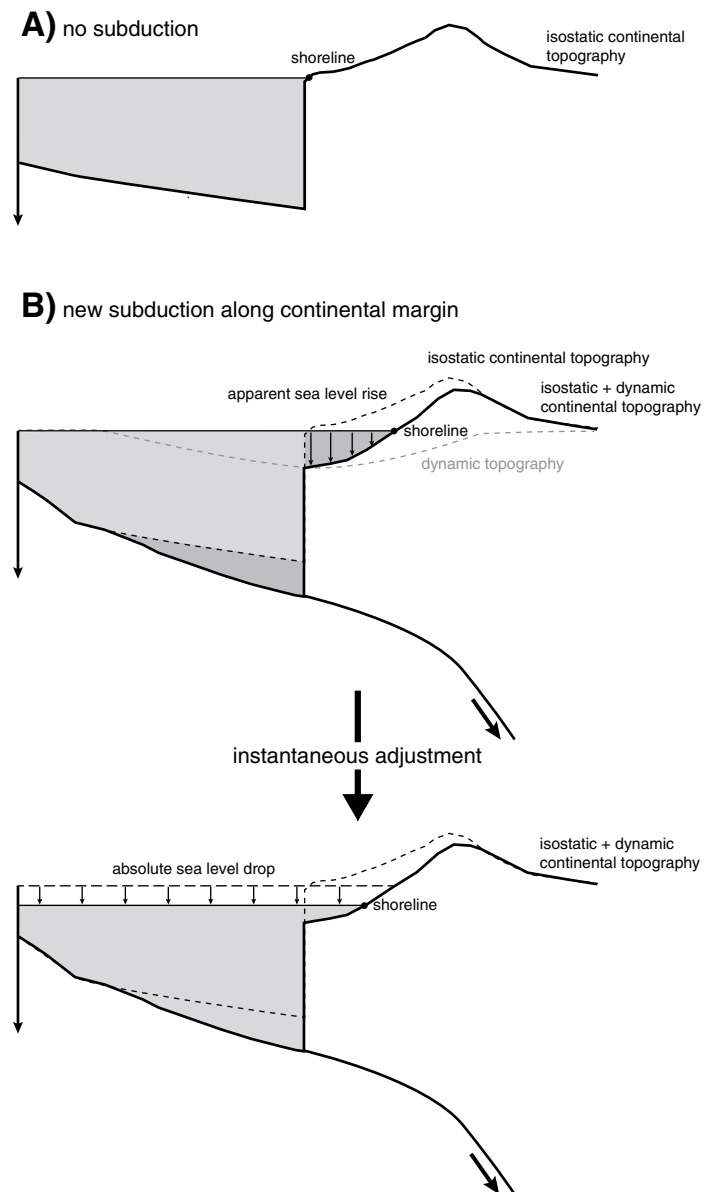 A) no subduction
shoreline
isostatic continental
topography
B) new subduction along continental margin
isostatic continental topography
apparent sea level rise
isostatic + dynamic
continental topography
shoreline
dynamic topography
instantaneous adjustment
absolute sea level drop
isostatic + dynamic
continental topography
shoreline